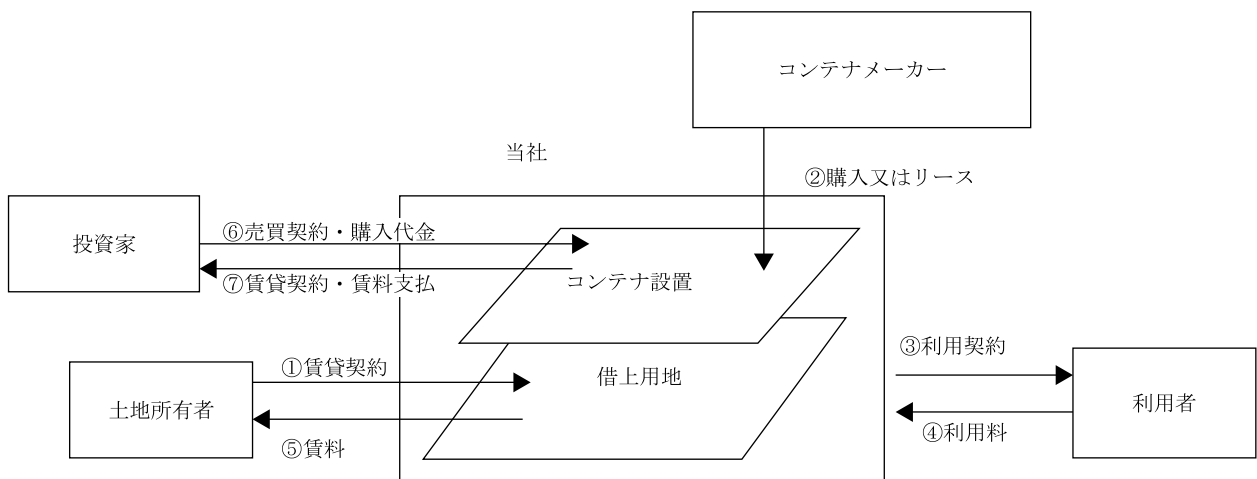 コンテナメーカー
当社
②購入又はリース
投資家
⑥売買契約・購入代金
⑦賃貸契約・賃料支払
コンテナ設置
土地所有者
①賃貸契約
⑤賃料
借上用地
③利用契約
④利用料
利用者